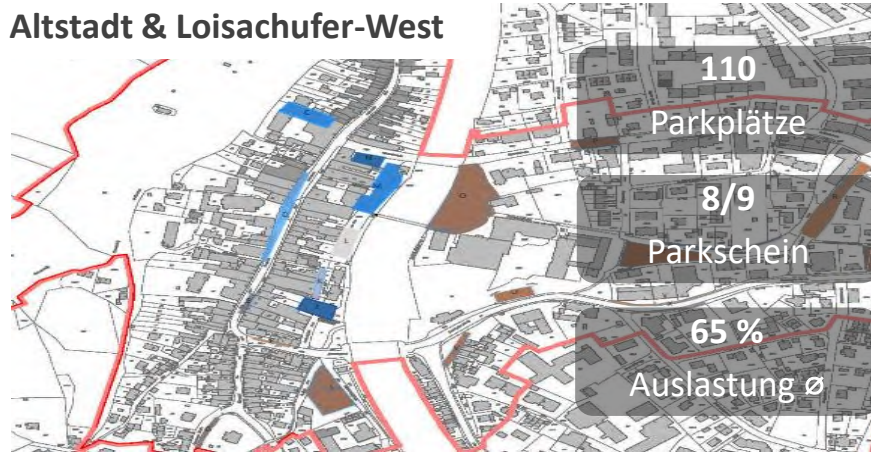 Altstadt & Loisachufer-West
110
Parkplätze
8/9
Parkschein
65 %
Auslastung ø